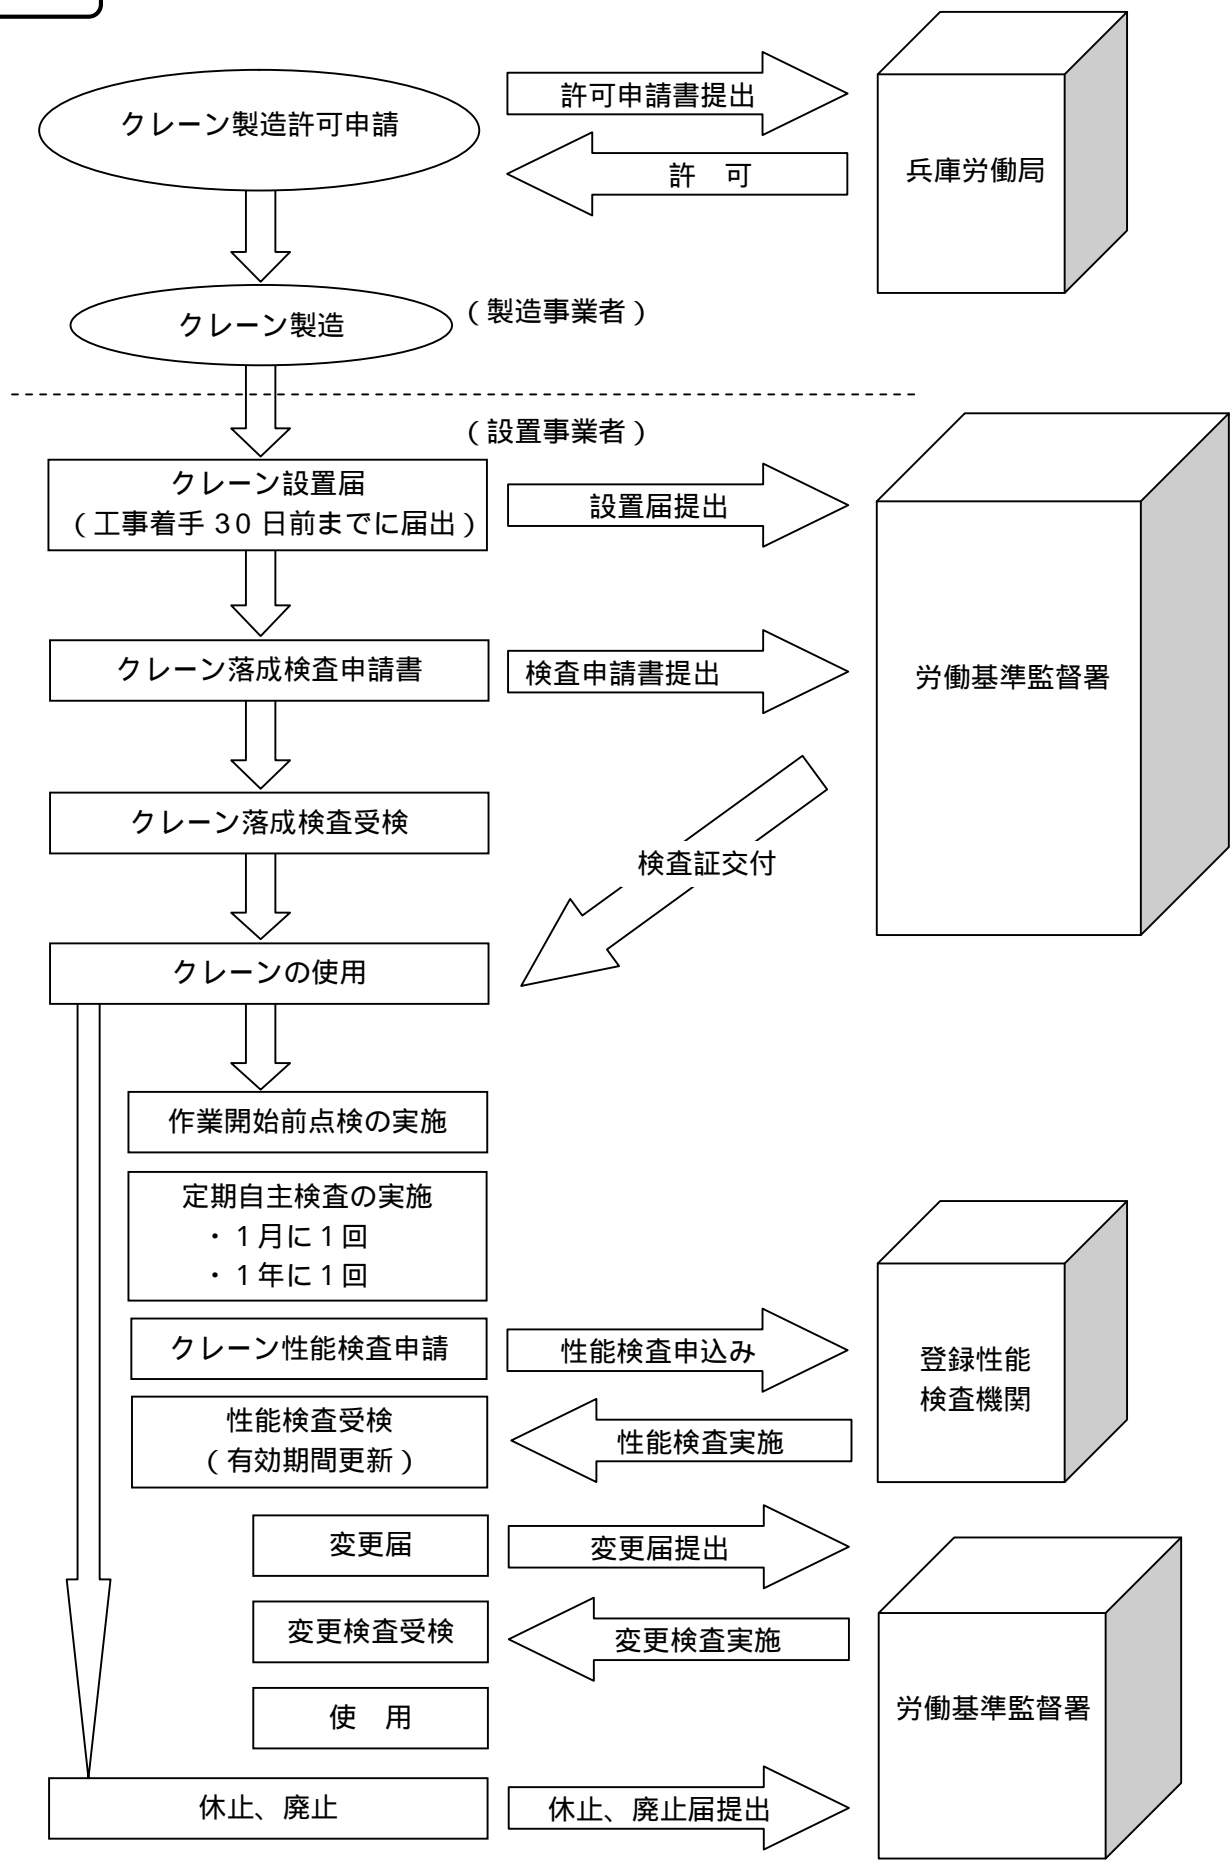 クレーン製造許可申請
許可申請書提出
許　可
兵庫労働局
クレーン製造
（製造事業者）
（設置事業者）
クレーン設置届
（工事着手 30 日前までに届出）
設置届提出
クレーン落成検査申請書
検査申請書提出
労働基準監督署
クレーン落成検査受検
検査証交付
クレーンの使用
作業開始前点検の実施
定期自主検査の実施
・１月に１回
・１年に１回
クレーン性能検査申請
性能検査申込み
登録性能
検査機関
性能検査受検
（有効期間更新）
性能検査実施
変更届
変更届提出
変更検査受検
変更検査実施
使　用
労働基準監督署
休止、廃止
休止、廃止届提出